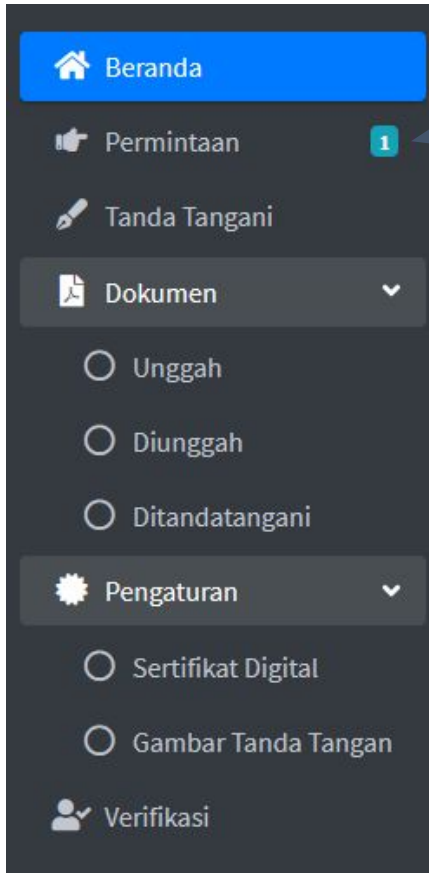 Beranda
Permintaan 1
Tanda Tangani
Dokumen
Unggah
Diunggah
Ditandatangani
Pengaturan
Sertifikat Digital
Gambar Tanda Tangan
Verifikasi